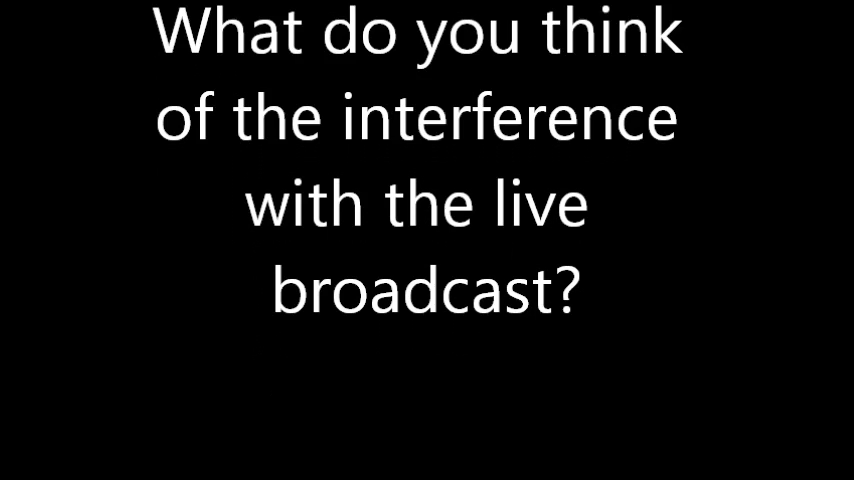 What do you think
of the interference
with the live
broadcast?